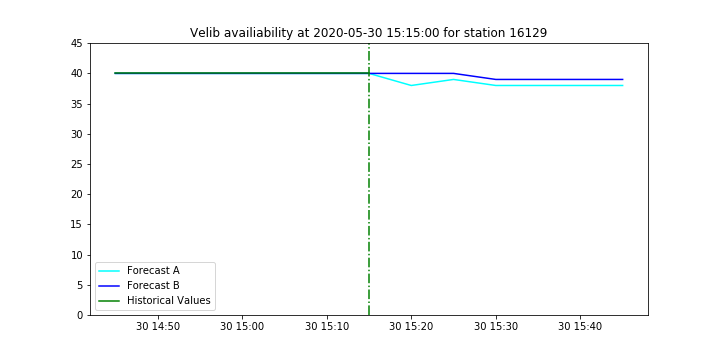 Velib availiability at 2020-05-30 15:15:00 for station 16129
45
40
35
30
25
20
15
10
5
0
Forecast A
Forecast B
Historical Values
30 14:50 30 15:00 30 15:10 30 15:20 30 15:30 30 15:40